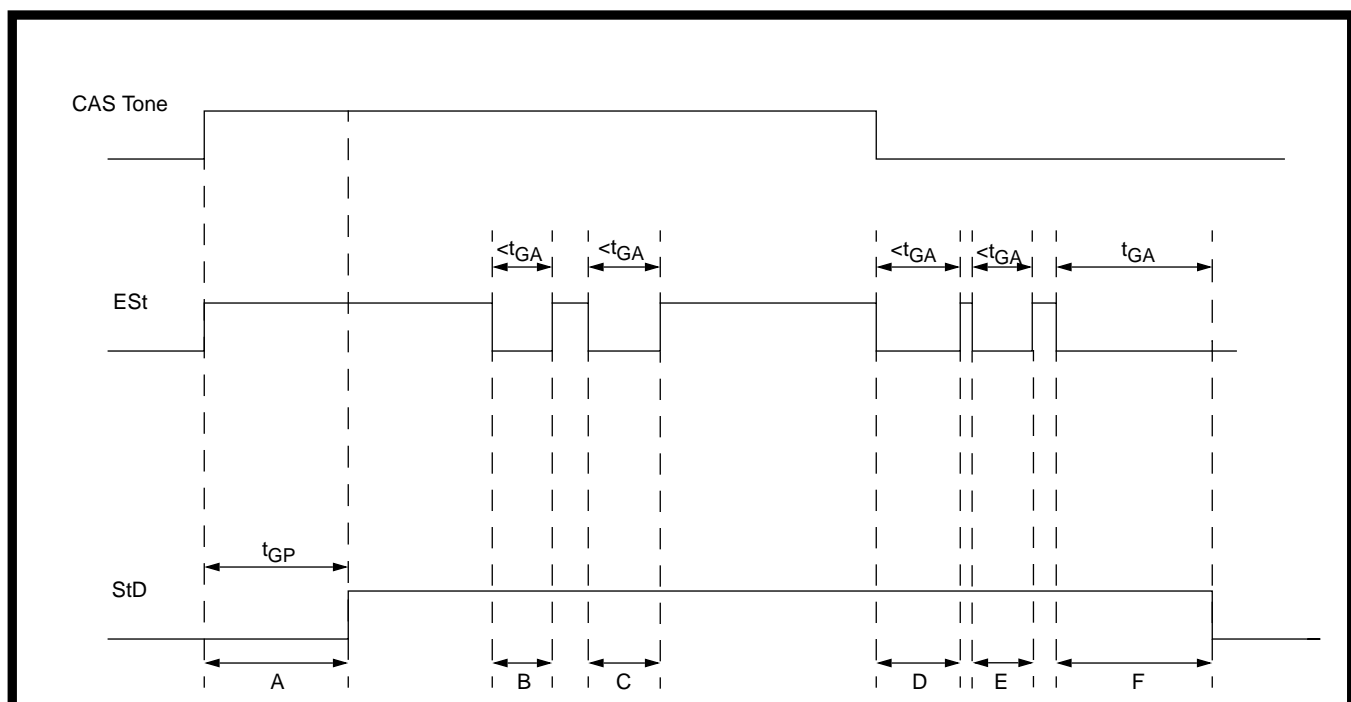 CAS Tone
<tGA <tGA <tGA <tGA tGA
ESt
tGP
StD
A B C D E F